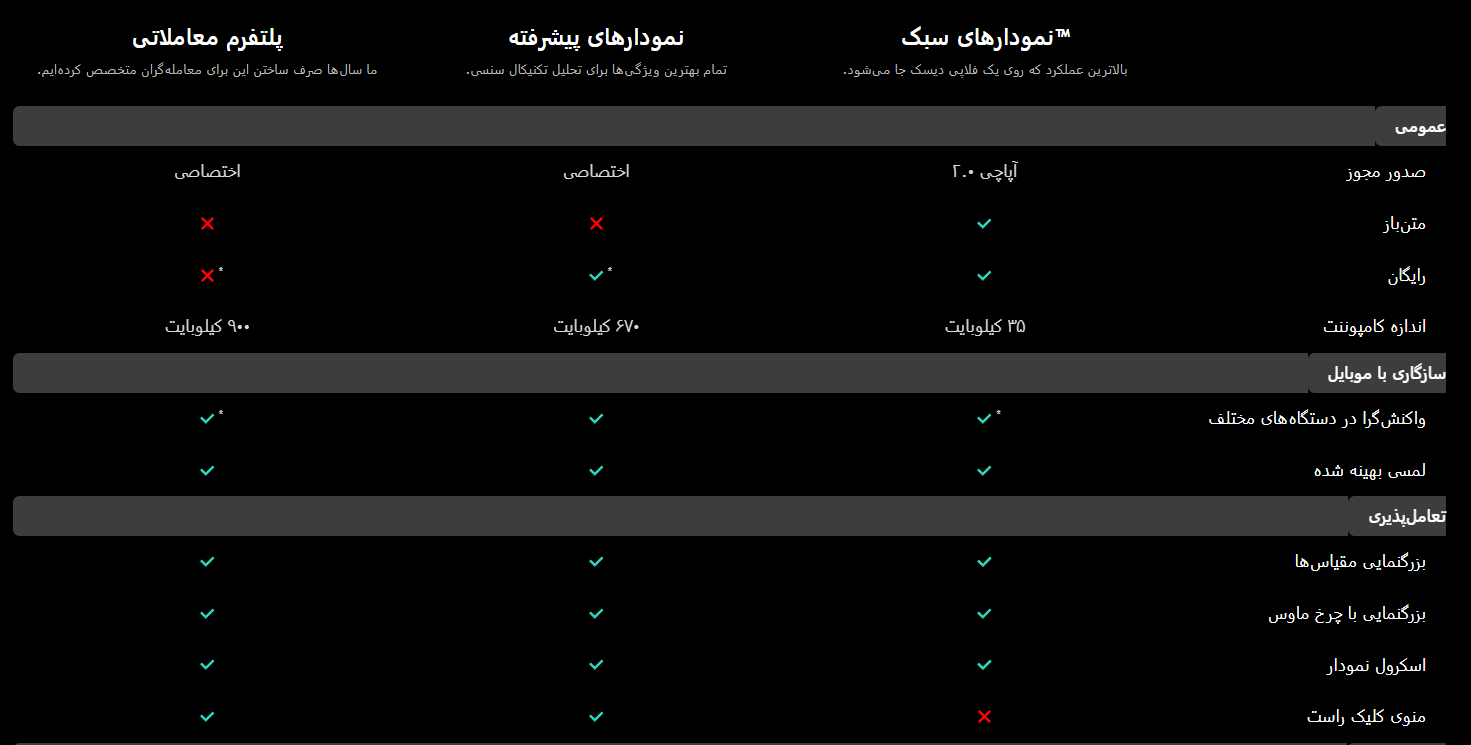 نمودارهای سبک™ نمودارهای پیشرفته پلتفرم معاملاتی
بالاترین عملکرد که روی یک فلاپی دیسک جا می‌شود. تمام بهترین ویژگی‌ها برای تحلیل تکنیکال سنسی. ما سال‌ها صرف ساختن این برای معامله‌گران متخصص کرده‌ایم.
عمومی
صدور مجوز آپاچی ۲.۰ اختصاصی اختصاصی
متن‌باز ✓ ✕ ✕
رایگان ✓ ✓* ✕*
اندازه کامپوننت ۳۵ کیلوبایت ۶۷۰ کیلوبایت ۹۰۰ کیلوبایت
سازگاری با موبایل
واکنش‌گرا در دستگاه‌های مختلف ✓* ✓ ✓*
لمسی بهینه شده ✓ ✓ ✓
تعامل‌پذیری
بزرگنمایی مقیاس‌ها ✓ ✓ ✓
بزرگنمایی با چرخ ماوس ✓ ✓ ✓
اسکرول نمودار ✓ ✓ ✓
منوی کلیک راست ✕ ✓ ✓